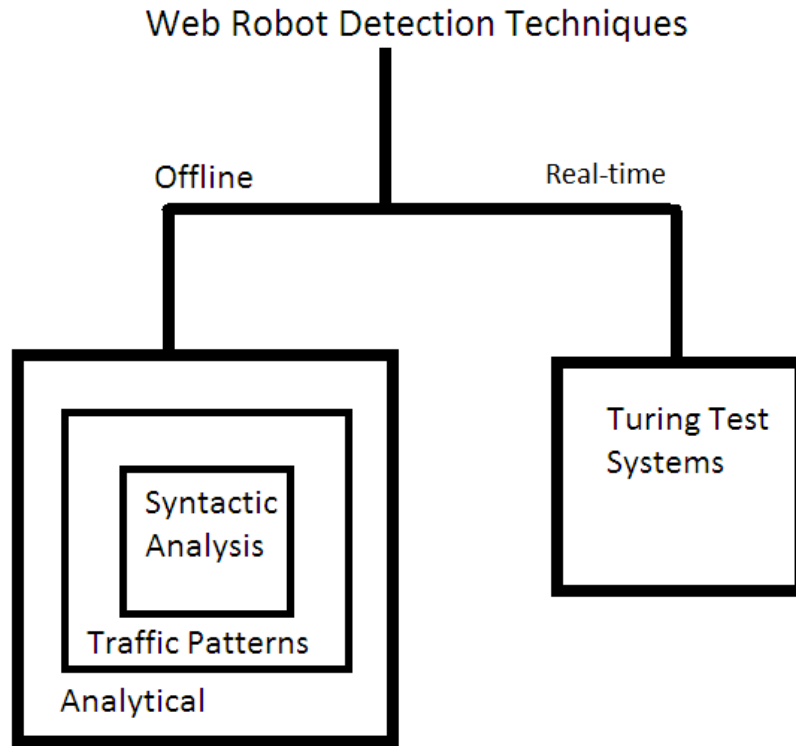 Web Robot Detection Techniques
Offline
Real-time
Syntactic
Analysis
Traffic Patterns
Analytical
Turing Test
Systems